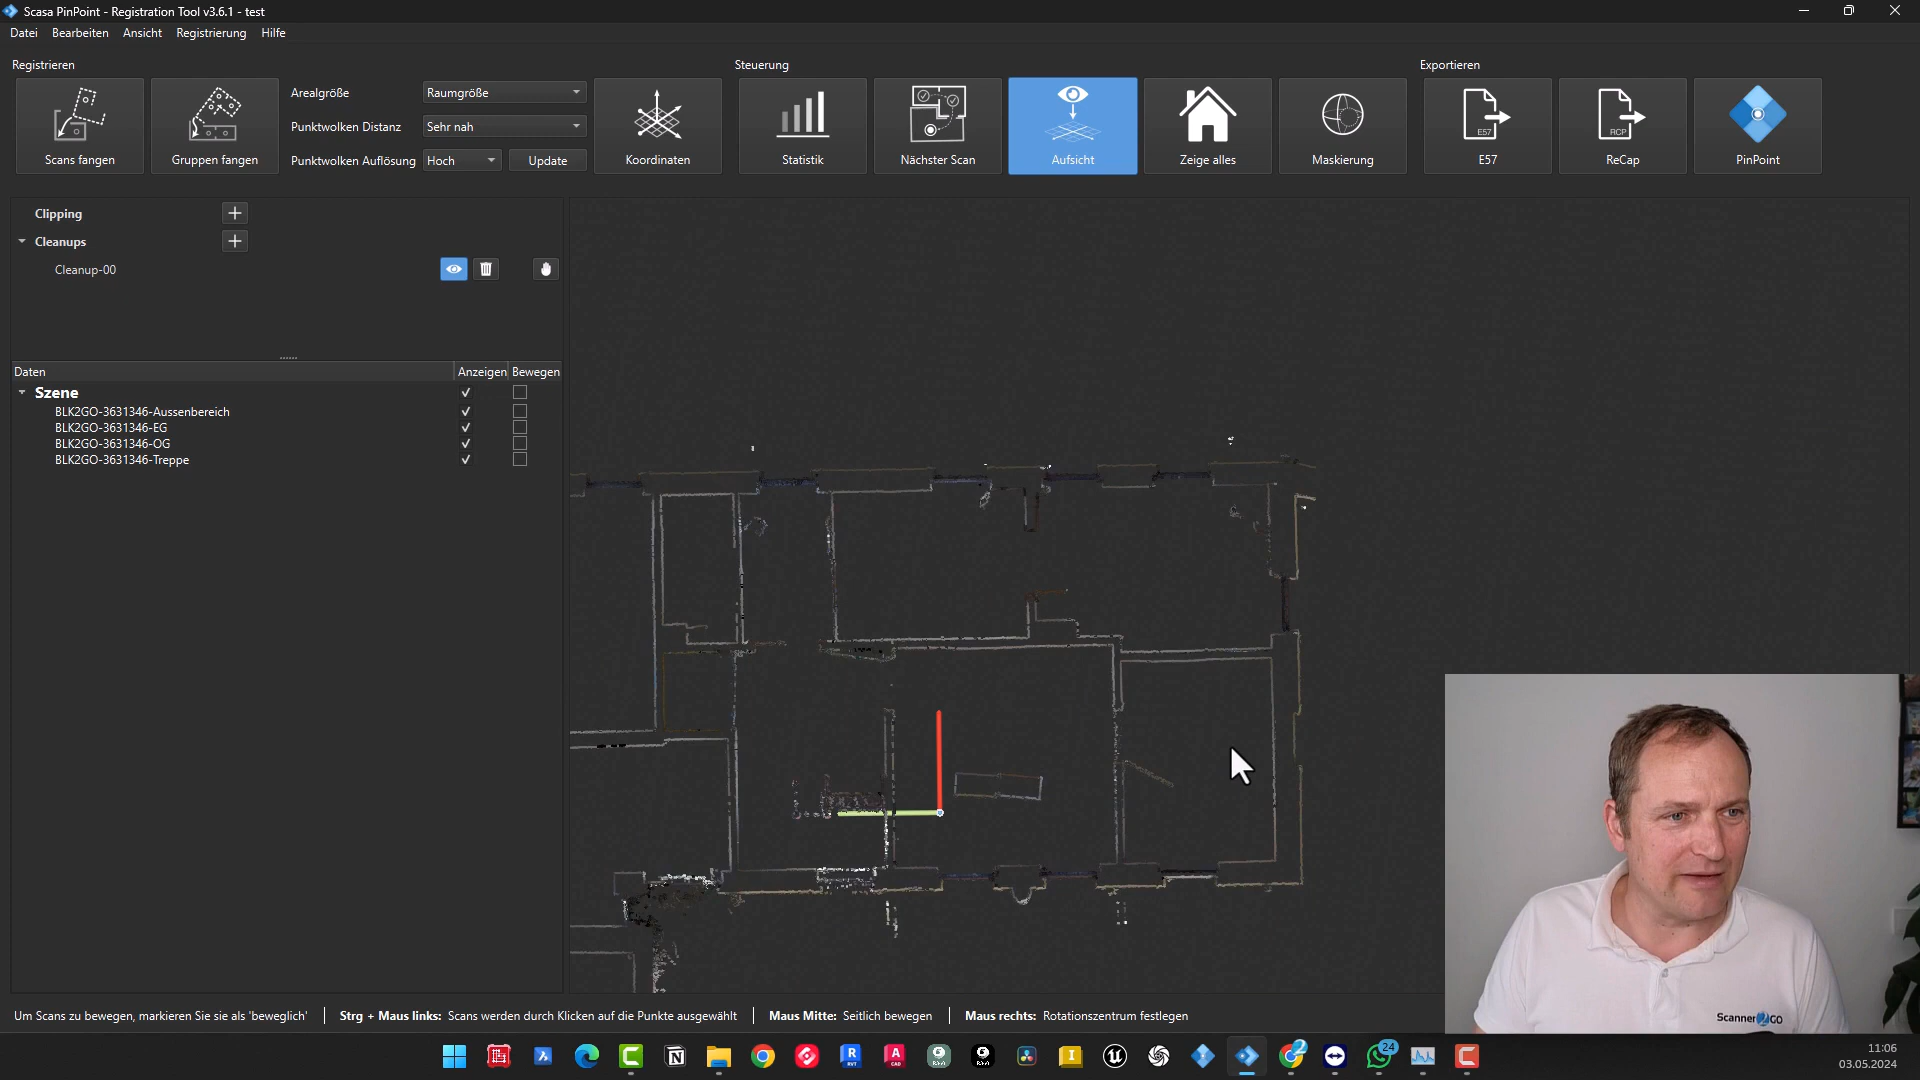 Scasa PinPoint - Registration Tool v3.6.1 - test
Datei Bearbeiten Ansicht Registrierung Hilfe
Registrieren
Steuerung
Exportieren
Scans fangen
Gruppen fangen
Arealgröße Raumgröße
Punktwolken Distanz Sehr nah
Punktwolken Auflösung Hoch Update
Koordinaten
Statistik
Nächster Scan
Aufsicht
Zeige alles
Maskierung
E57
E57
RCP
ReCap
PinPoint
Clipping
Cleanups
Cleanup-00
Daten Anzeigen Bewegen
Szene
BLK2GO-3631346-Aussenbereich
BLK2GO-3631346-EG
BLK2GO-3631346-OG
BLK2GO-3631346-Treppe
Scanner2GO
Um Scans zu bewegen, markieren Sie sie als 'beweglich' Strg + Maus links: Scans werden durch Klicken auf die Punkte ausgewählt Maus Mitte: Seitlich bewegen Maus rechts: Rotationszentrum festlegen
24
11:06
03.05.2024